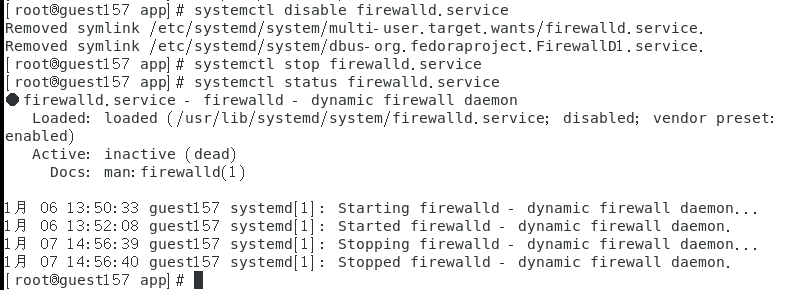 [root@guest157 app]# systemctl disable firewalld.service
Removed symlink /etc/systemd/system/multi-user.target.wants/firewalld.service.
Removed symlink /etc/systemd/system/dbus-org.fedoraproject.FirewallD1.service.
[root@guest157 app]# systemctl stop firewalld.service
[root@guest157 app]# systemctl status firewalld.service
● firewalld.service - firewalld - dynamic firewall daemon
   Loaded: loaded (/usr/lib/systemd/system/firewalld.service; disabled; vendor preset:
enabled)
   Active: inactive (dead)
     Docs: man:firewalld(1)

1月 06 13:50:33 guest157 systemd[1]: Starting firewalld - dynamic firewall daemon...
1月 06 13:52:08 guest157 systemd[1]: Started firewalld - dynamic firewall daemon.
1月 07 14:56:39 guest157 systemd[1]: Stopping firewalld - dynamic firewall daemon...
1月 07 14:56:40 guest157 systemd[1]: Stopped firewalld - dynamic firewall daemon.
[root@guest157 app]#